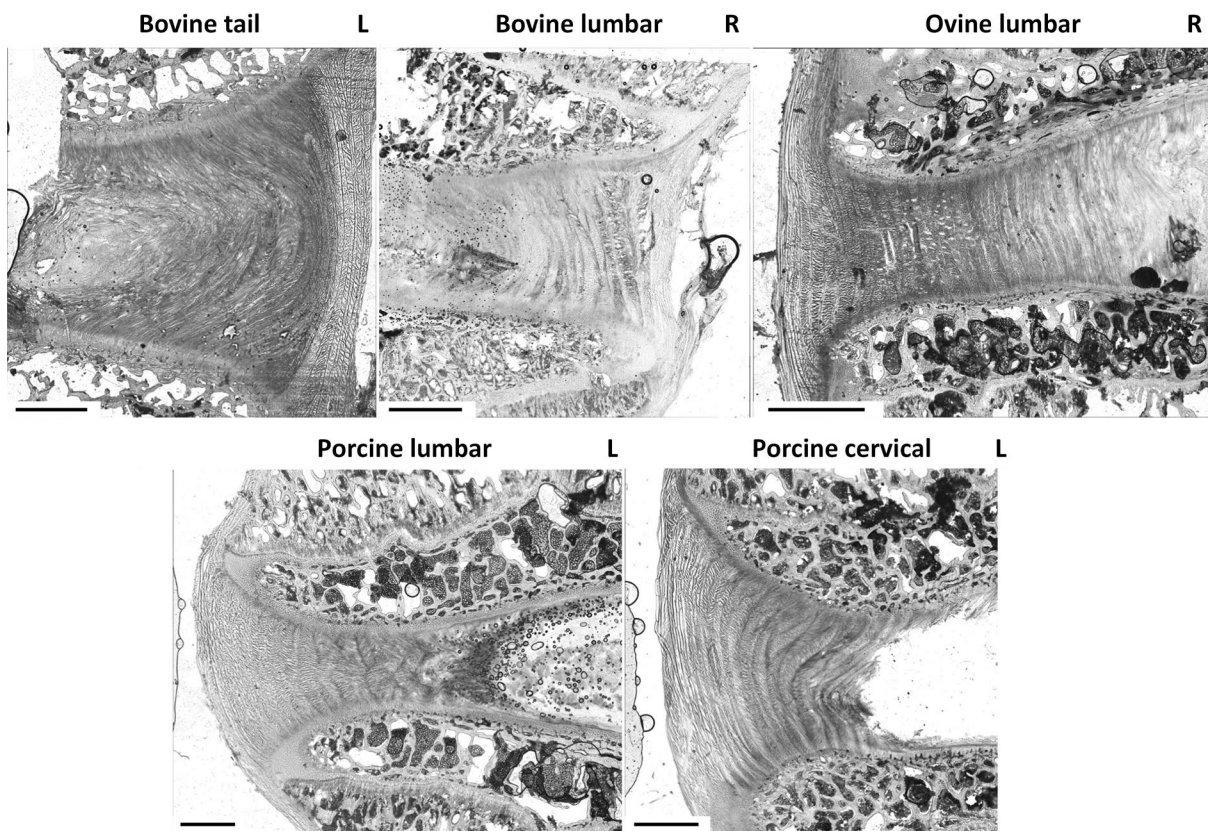 Bovine tail L
Bovine lumbar R
Ovine lumbar R
Porcine lumbar L
Porcine cervical L